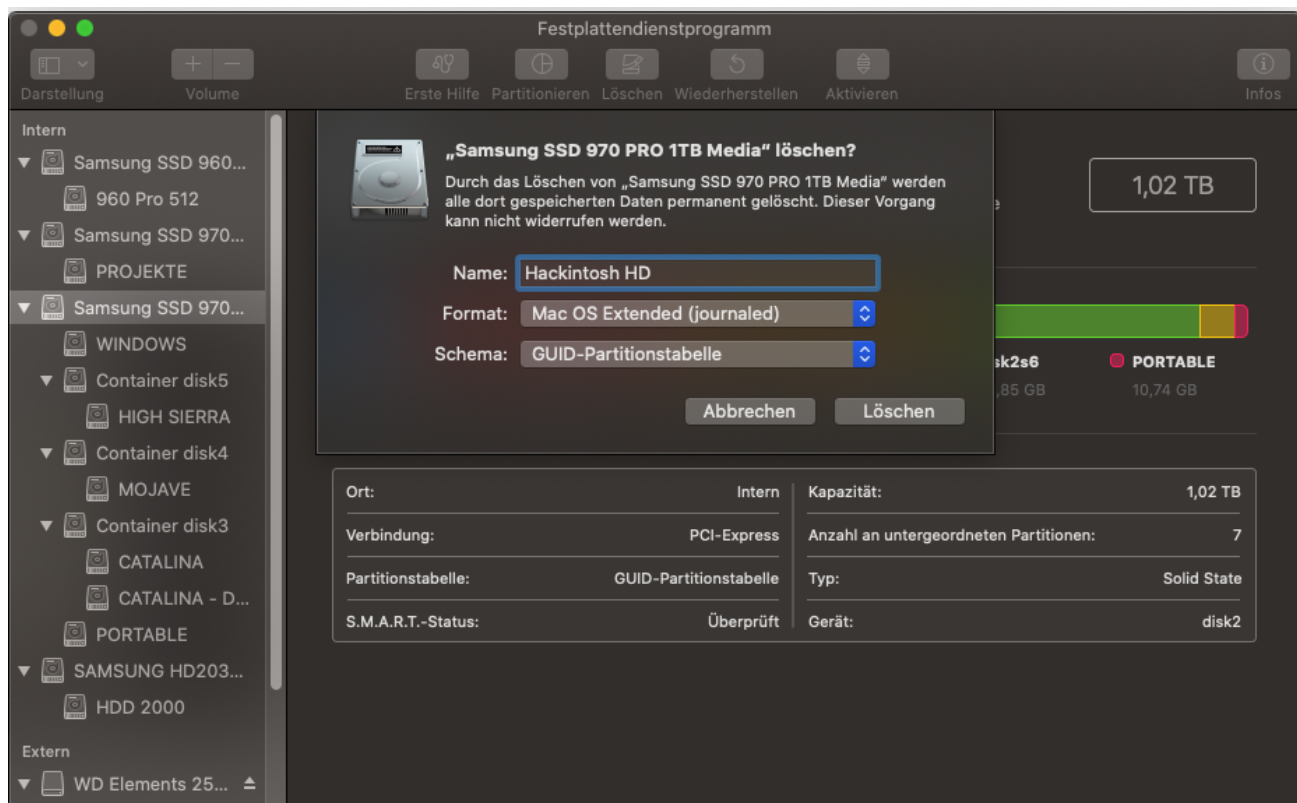 Festplattendienstprogramm
Darstellung
Volume
Erste Hilfe
Partitionieren
Löschen
Wiederherstellen
Aktivieren
Infos
Intern
Samsung SSD 960...
960 Pro 512
Samsung SSD 970...
PROJEKTE
Samsung SSD 970...
WINDOWS
Container disk5
HIGH SIERRA
Container disk4
MOJAVE
Container disk3
CATALINA
CATALINA - D...
PORTABLE
SAMSUNG HD203...
HDD 2000
Extern
WD Elements 25...
„Samsung SSD 970 PRO 1TB Media“ löschen?
Durch das Löschen von „Samsung SSD 970 PRO 1TB Media“ werden
alle dort gespeicherten Daten permanent gelöscht. Dieser Vorgang
kann nicht widerrufen werden.
Name: Hackintosh HD
Format: Mac OS Extended (journaled)
Schema: GUID-Partitionstabelle
Abbrechen
Löschen
1,02 TB
PORTABLE
10,74 GB
Ort: Intern
Verbindung: PCI-Express
Partitionstabelle: GUID-Partitionstabelle
S.M.A.R.T.-Status: Überprüft
Kapazität: 1,02 TB
Anzahl an untergeordneten Partitionen: 7
Typ: Solid State
Gerät: disk2